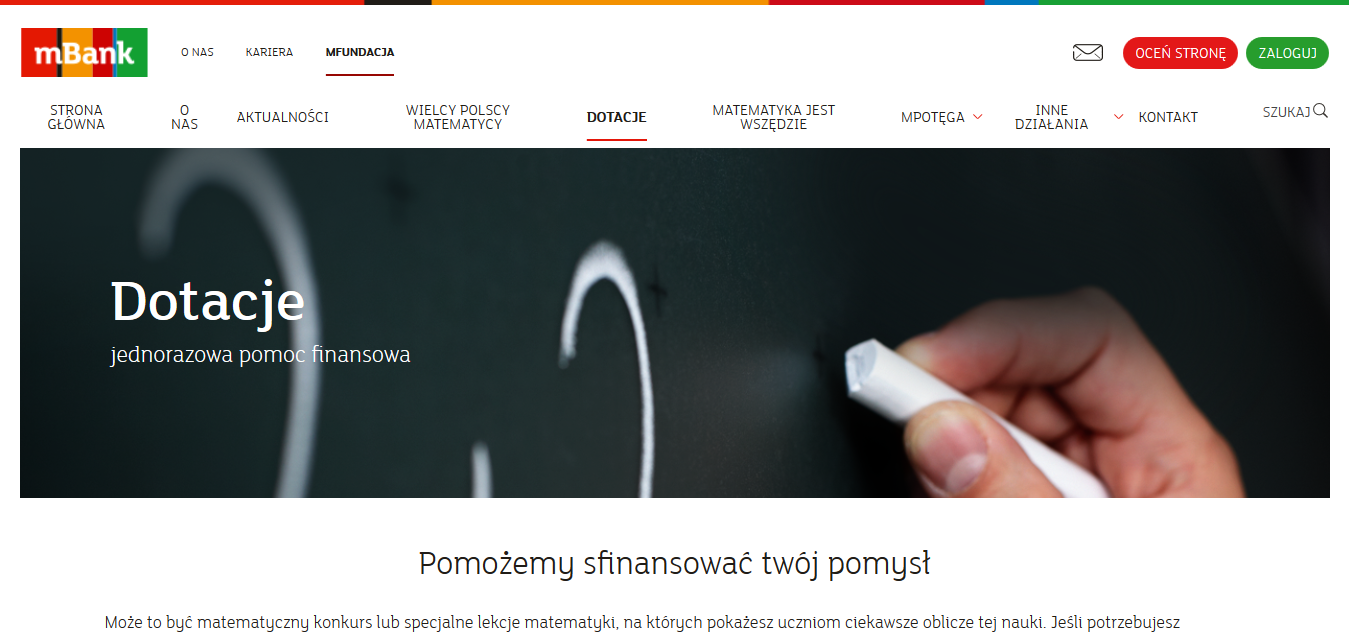 mBank
O NAS
KARIERA
MFUNDACJA
OCEŃ STRONĘ
ZALOGUJ
STRONA
GŁÓWNA
O
NAS
AKTUALNOŚCI
WIELCY POLSCY
MATEMATYCY
DOTACJE
MATEMATYKA JEST
WSZĘDZIE
MPOTĘGA
INNE
DZIAŁANIA
KONTAKT
SZUKAJ
Dotacje
jednorazowa pomoc finansowa
Pomożemy sfinansować twój pomysł
Może to być matematyczny konkurs lub specjalne lekcje matematyki, na których pokażesz uczniom ciekawsze oblicze tej nauki. Jeśli potrzebujesz